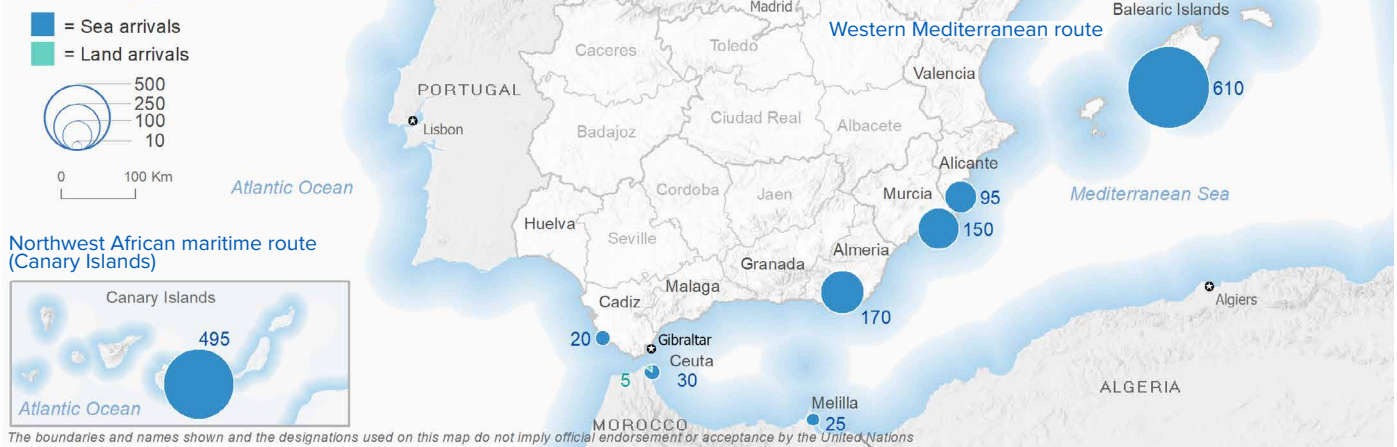 Madrid
Balearic Islands
= Sea arrivals
Western Mediterranean route
= Land arrivals
Caceres
Toledo
Valencia
500
250
100
10
PORTUGAL
610
Lisbon
Badajoz
Ciudad Real
Albacete
Alicante
0 100 Km
Atlantic Ocean
Cordoba
Jaen
Murcia
95
Mediterranean Sea
Huelva
150
Seville
Northwest African maritime route
(Canary Islands)
Almeria
Granada
Malaga
Canary Islands
Cadiz
Algiers
170
495
20
Gibraltar
Ceuta
5
30
ALGERIA
Atlantic Ocean
Melilla
25
MOROCCO
The boundaries and names shown and the designations used on this map do not imply official endorsement or acceptance by the United Nations